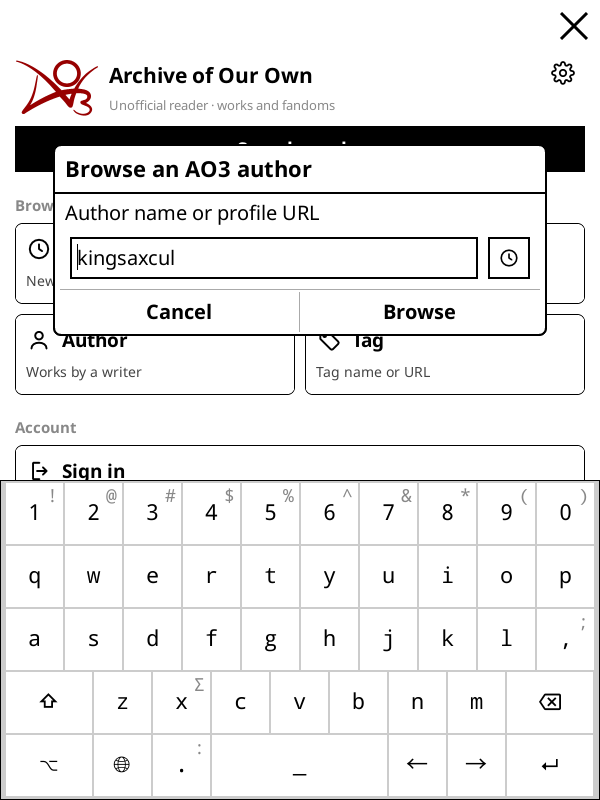 Archive of Our Own
Unofficial reader · works and fandoms
Browse an AO3 author
Author name or profile URL
kingsaxcul
Cancel
Browse
Author
Works by a writer
Tag
Tag name or URL
Account
Sign in
1 ! 2 @ 3 # 4 $ 5 % 6 ^ 7 & 8 * 9 ( 0 )
q w e r t y u i o p
a s d f g h j k l , ;
z x Σ c v b n m
. : _ ← →